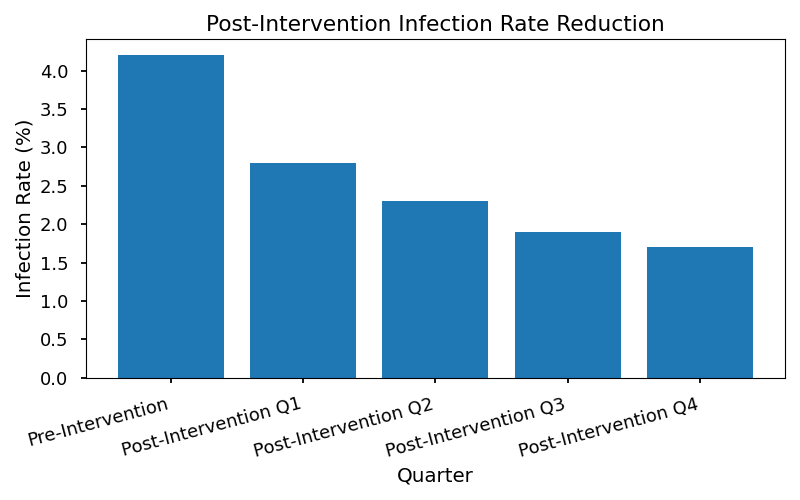 Post-Intervention Infection Rate Reduction
Infection Rate (%)
4.0
3.5
3.0
2.5
2.0
1.5
1.0
0.5
0.0
Pre-Intervention
Post-Intervention Q1
Post-Intervention Q2
Post-Intervention Q3
Post-Intervention Q4
Quarter